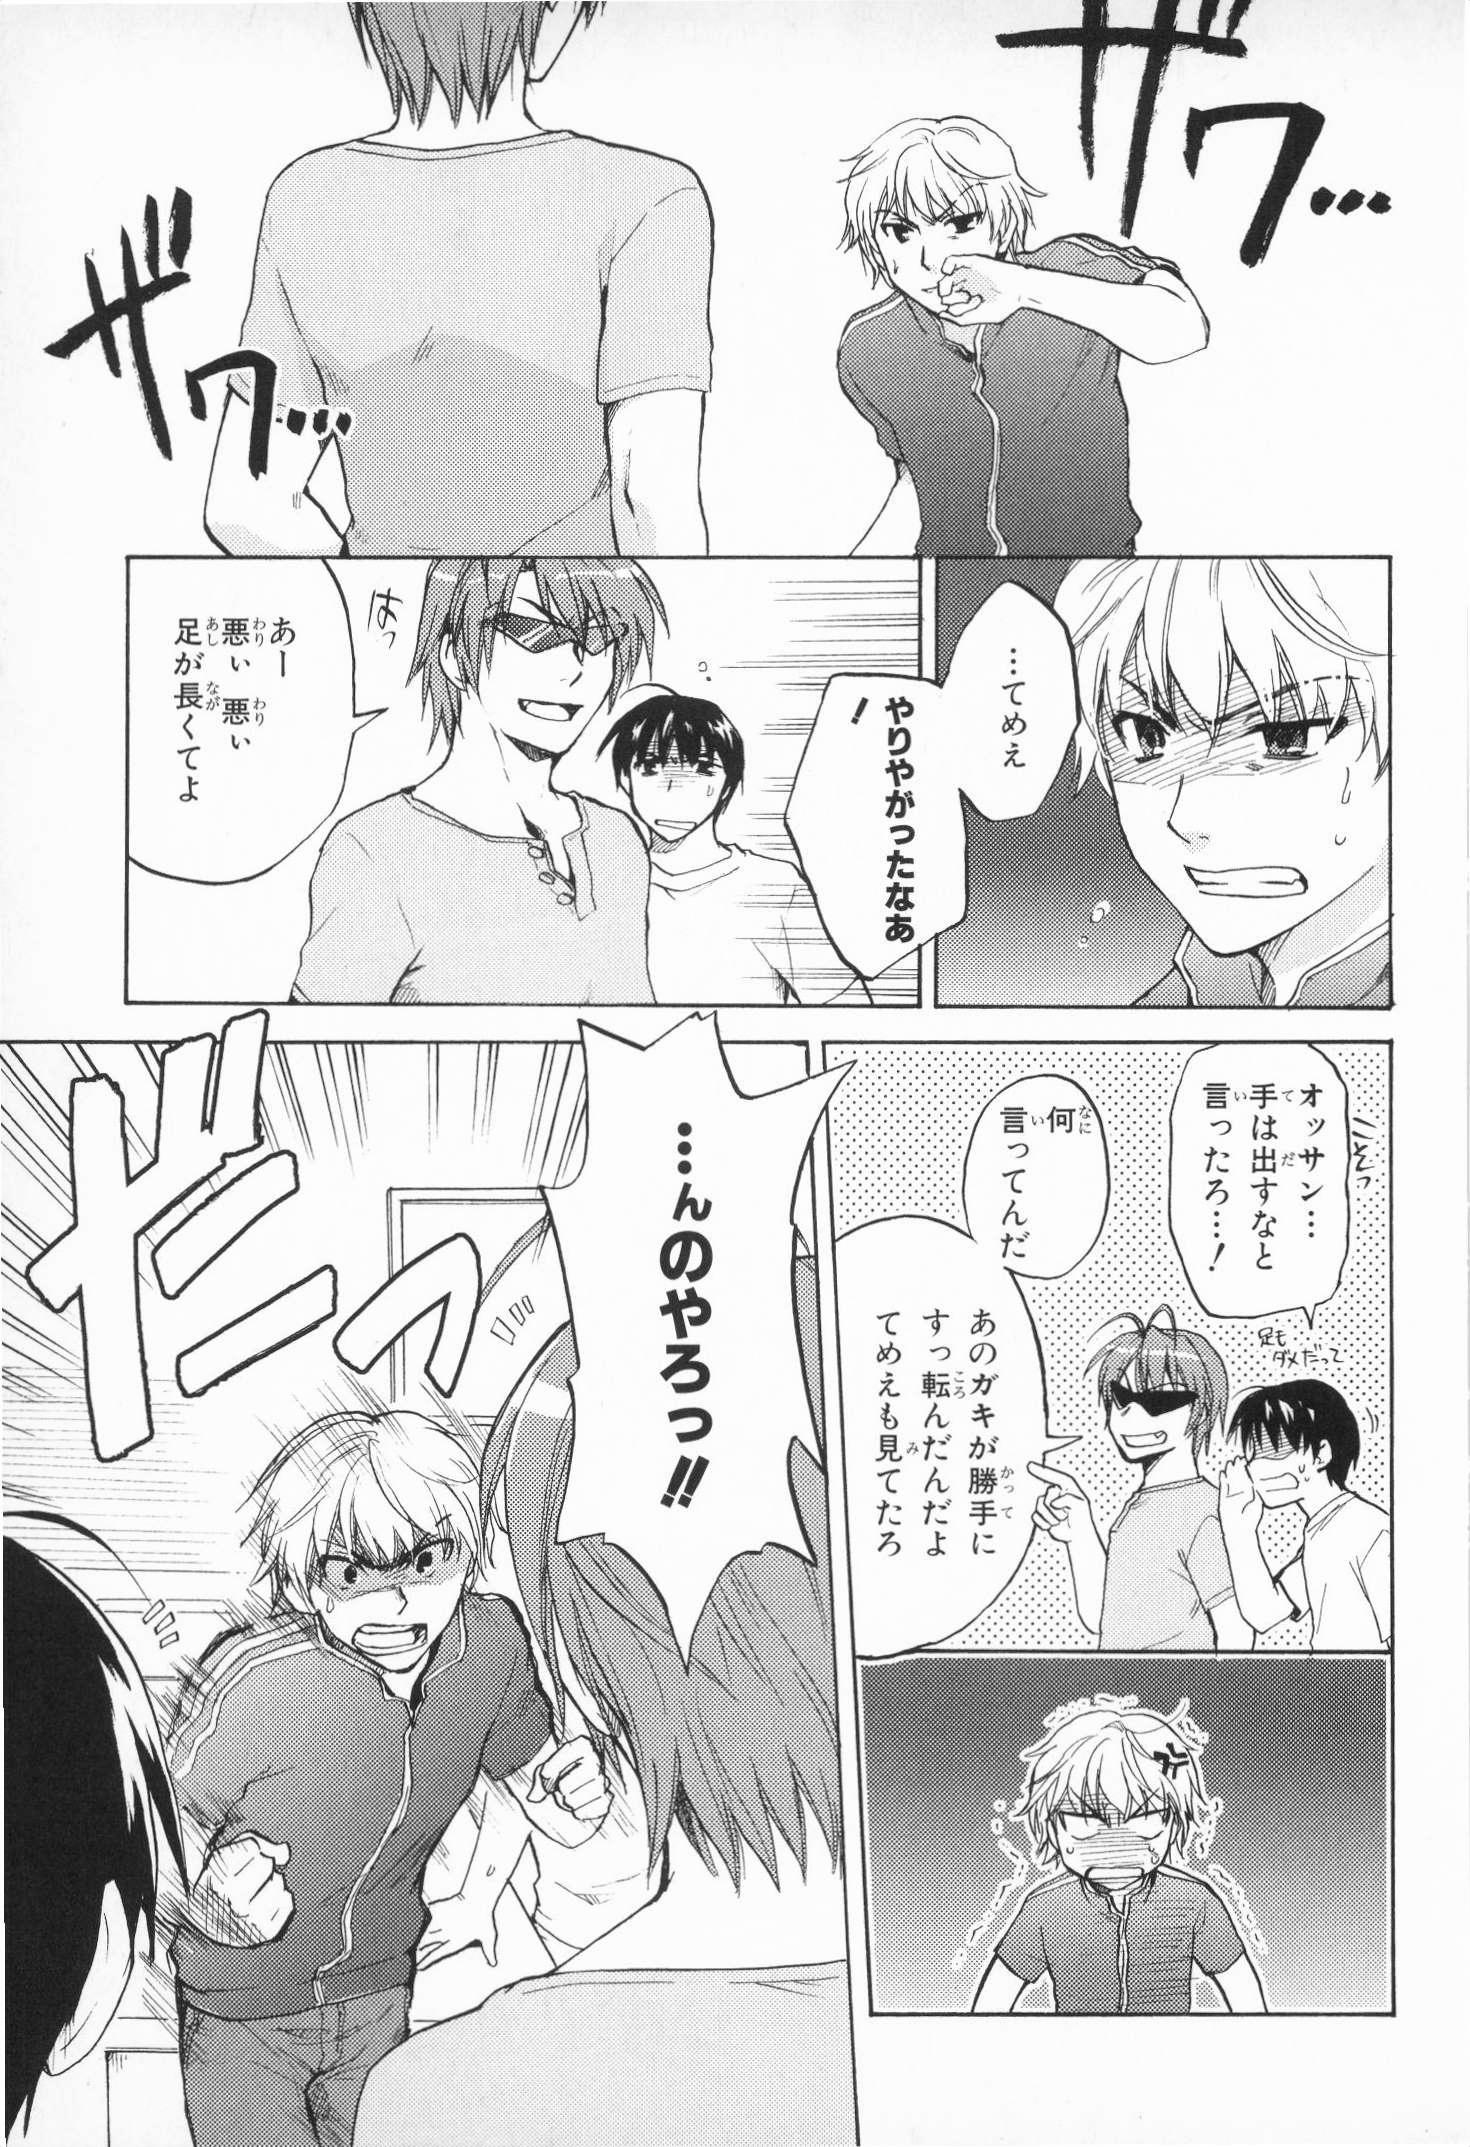 ザワ…
ザワ…
…てめえ
やりやがったなあ
！
はっ
あー
悪ぃ悪ぃ
足が長くてよ
オッサン…
手は出すなと
言ったろ…！
足も
ダメだって
何
言ってんだ
あのガキが勝手に
すっ転んだんだよ
てめえも見てたろ
…んのやろっ!!
だっ